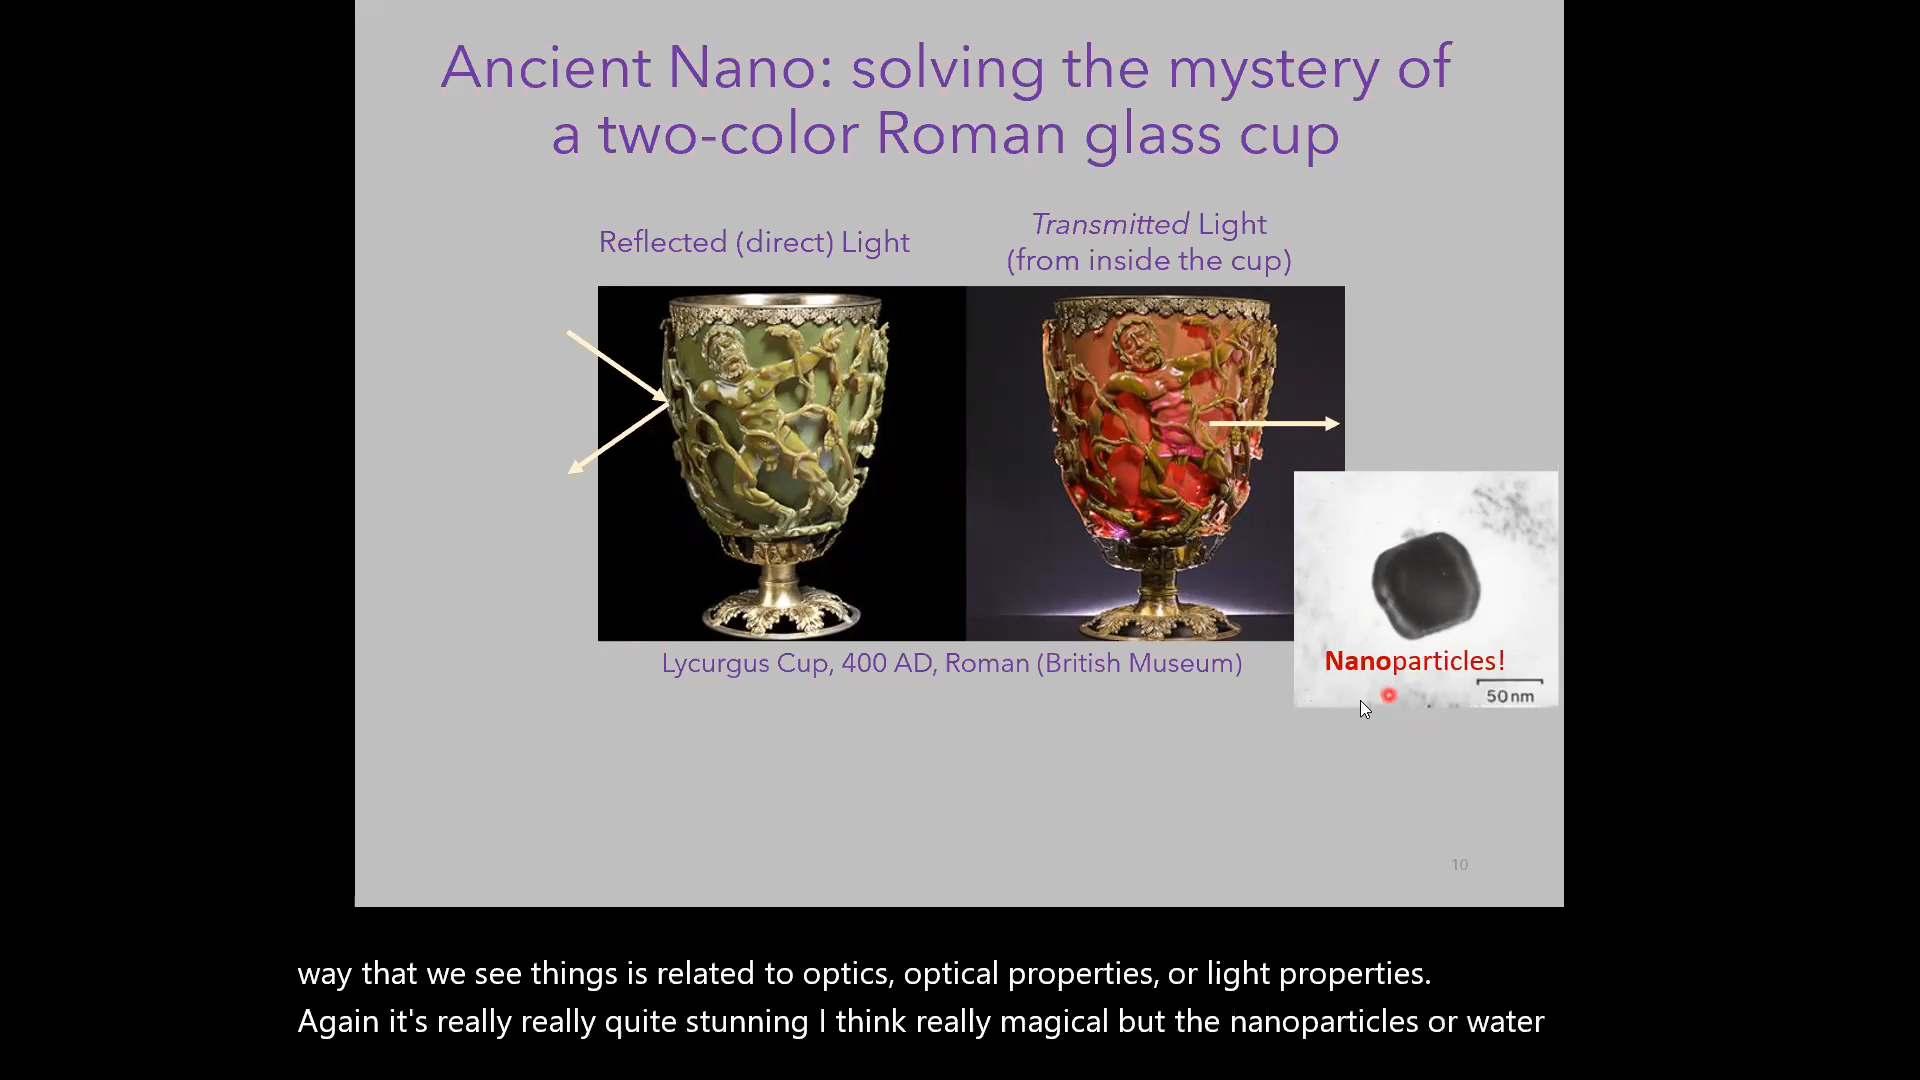 Ancient Nano: solving the mystery of
a two-color Roman glass cup
Reflected (direct) Light
Transmitted Light
(from inside the cup)
Lycurgus Cup, 400 AD, Roman (British Museum)
Nanoparticles!
50 nm
10
way that we see things is related to optics, optical properties, or light properties.
Again it's really really quite stunning I think really magical but the nanoparticles or water